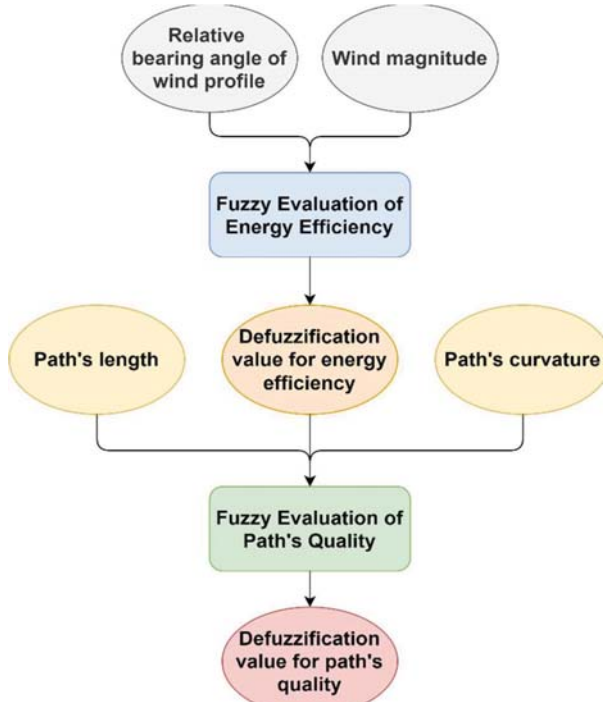 Relative
bearing angle of
wind profile
Wind magnitude
Fuzzy Evaluation of
Energy Efficiency
Path's length
Defuzzification
value for energy
efficiency
Path's curvature
Fuzzy Evaluation of
Path's Quality
Defuzzification
value for path's
quality